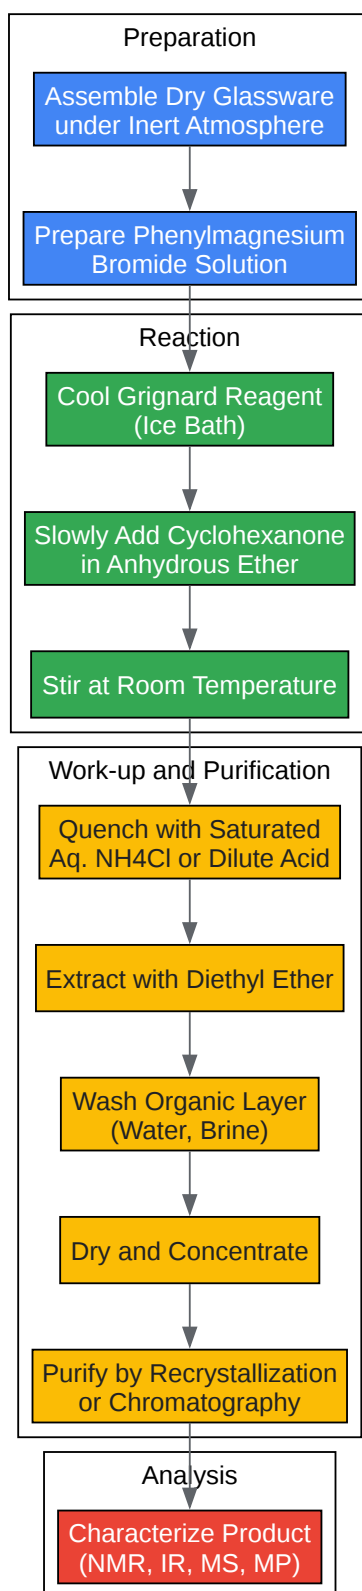 Preparation
Assemble Dry Glassware
under Inert Atmosphere
Prepare Phenylmagnesium
Bromide Solution
Reaction
Cool Grignard Reagent
(Ice Bath)
Slowly Add Cyclohexanone
in Anhydrous Ether
Stir at Room Temperature
Work-up and Purification
Quench with Saturated
Aq. NH4Cl or Dilute Acid
Extract with Diethyl Ether
Wash Organic Layer
(Water, Brine)
Dry and Concentrate
Purify by Recrystallization
or Chromatography
Analysis
Characterize Product
(NMR, IR, MS, MP)